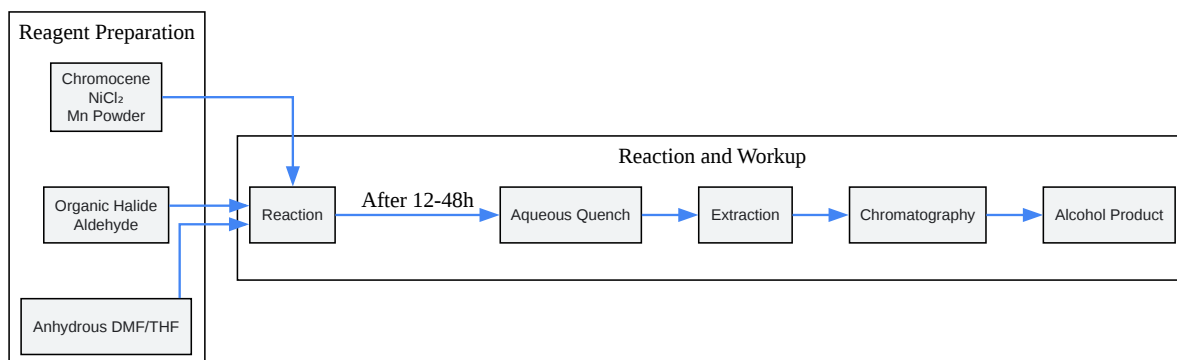 Reagent Preparation
Chromocene
NiCl₂
Mn Powder
Organic Halide
Aldehyde
Anhydrous DMF/THF
Reaction and Workup
Reaction
After 12-48h
Aqueous Quench
Extraction
Chromatography
Alcohol Product